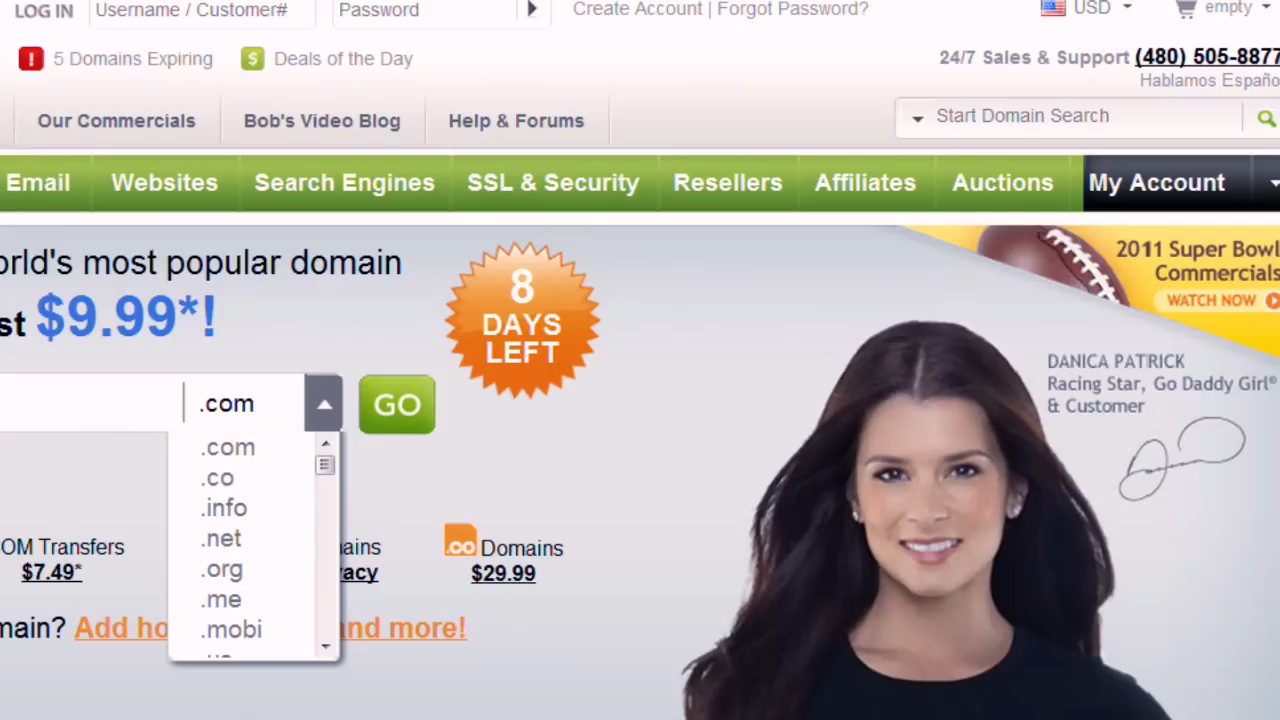 LOG IN Username / Customer# Password Create Account | Forgot Password? USD empty
! 5 Domains Expiring $ Deals of the Day
24/7 Sales & Support (480) 505-8877
Hablamos Españo
Our Commercials Bob's Video Blog Help & Forums Start Domain Search
Email Websites Search Engines SSL & Security Resellers Affiliates Auctions My Account
orld's most popular domain
st $9.99*!
8
DAYS
LEFT
2011 Super Bowl
Commercials
WATCH NOW
DANICA PATRICK
Racing Star, Go Daddy Girl®
& Customer
.com GO
.com
.co
.info
.net
.org
.me
.mobi
OM Transfers
$7.49*
ains
acy
.co Domains
$29.99
main? Add ho nd more!